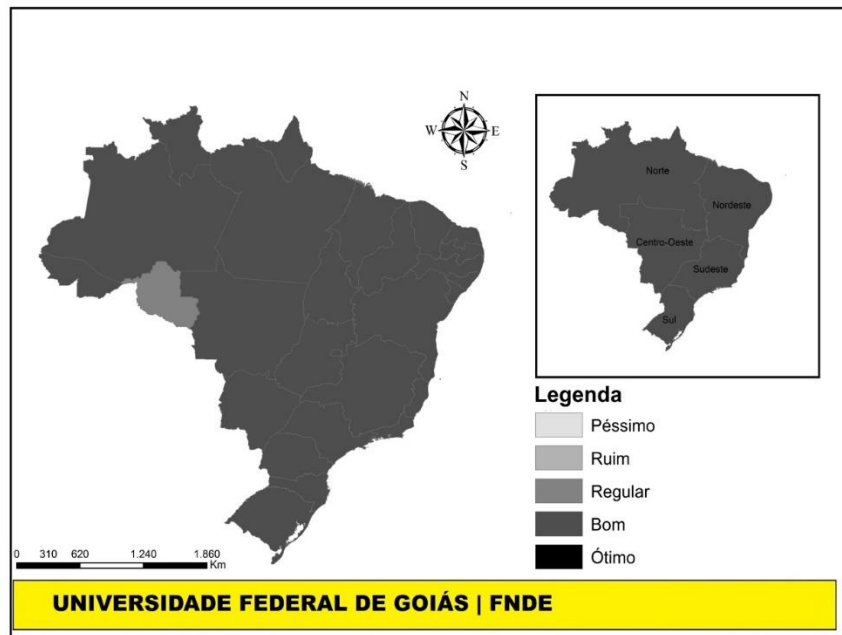 N
W E
S
Norte
Nordeste
Centro-Oeste
Sudeste
Sul
Legenda
Péssimo
Ruim
Regular
Bom
Ótimo
0 310 620 1.240 1.860
Km
UNIVERSIDADE FEDERAL DE GOIÁS | FNDE